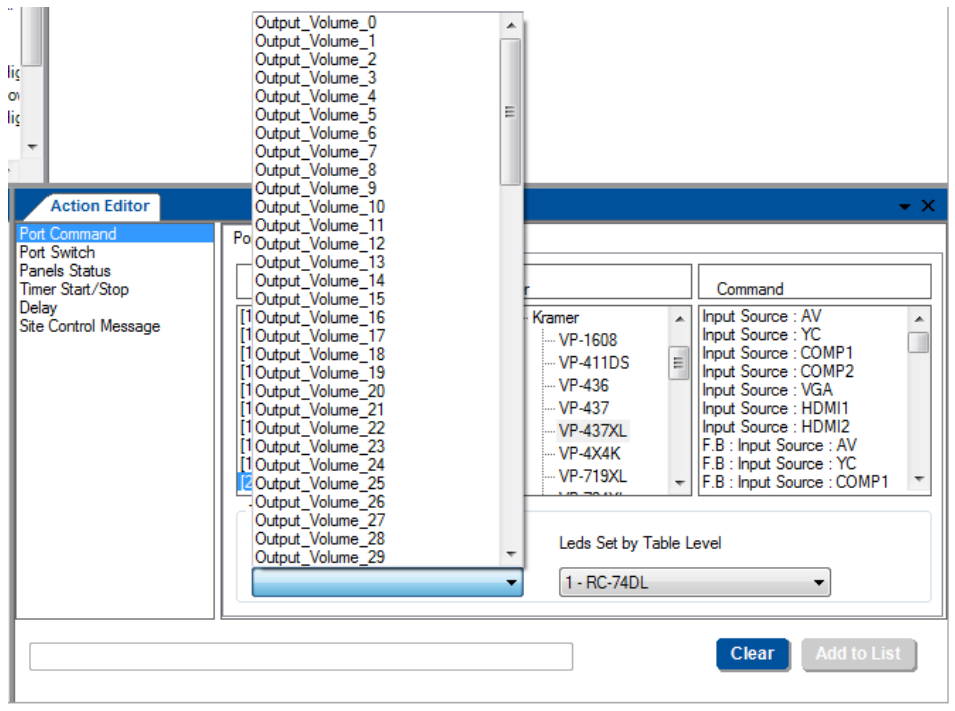 Output_Volume_0
Output_Volume_1
Output_Volume_2
Output_Volume_3
Output_Volume_4
Output_Volume_5
Output_Volume_6
Output_Volume_7
Output_Volume_8
Output_Volume_9
Output_Volume_10
Output_Volume_11
Output_Volume_12
Output_Volume_13
Output_Volume_14
Output_Volume_15
Output_Volume_16
Output_Volume_17
Output_Volume_18
Output_Volume_19
Output_Volume_20
Output_Volume_21
Output_Volume_22
Output_Volume_23
Output_Volume_24
Output_Volume_25
Output_Volume_26
Output_Volume_27
Output_Volume_28
Output_Volume_29
Action Editor
Port Command
Port Switch
Panels Status
Timer Start/Stop
Delay
Site Control Message
Kramer
VP-1608
VP-411DS
VP-436
VP-437
VP-437XL
VP-4X4K
VP-719XL
Command
Input Source : AV
Input Source : YC
Input Source : COMP1
Input Source : COMP2
Input Source : VGA
Input Source : HDMI1
Input Source : HDMI2
F.B : Input Source : AV
F.B : Input Source : YC
F.B : Input Source : COMP1
Leds Set by Table Level
1 - RC-74DL
Clear
Add to List